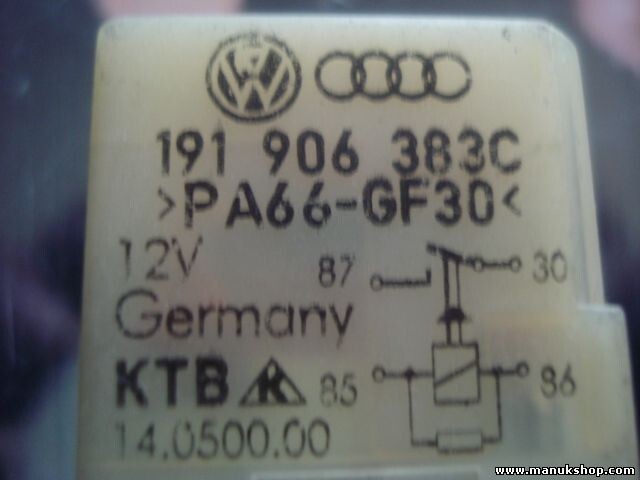 191 906 383C
>PA66-GF30<
12V
Germany
KTB
14.0500.00
87
30
85
86
www.manukshop.com